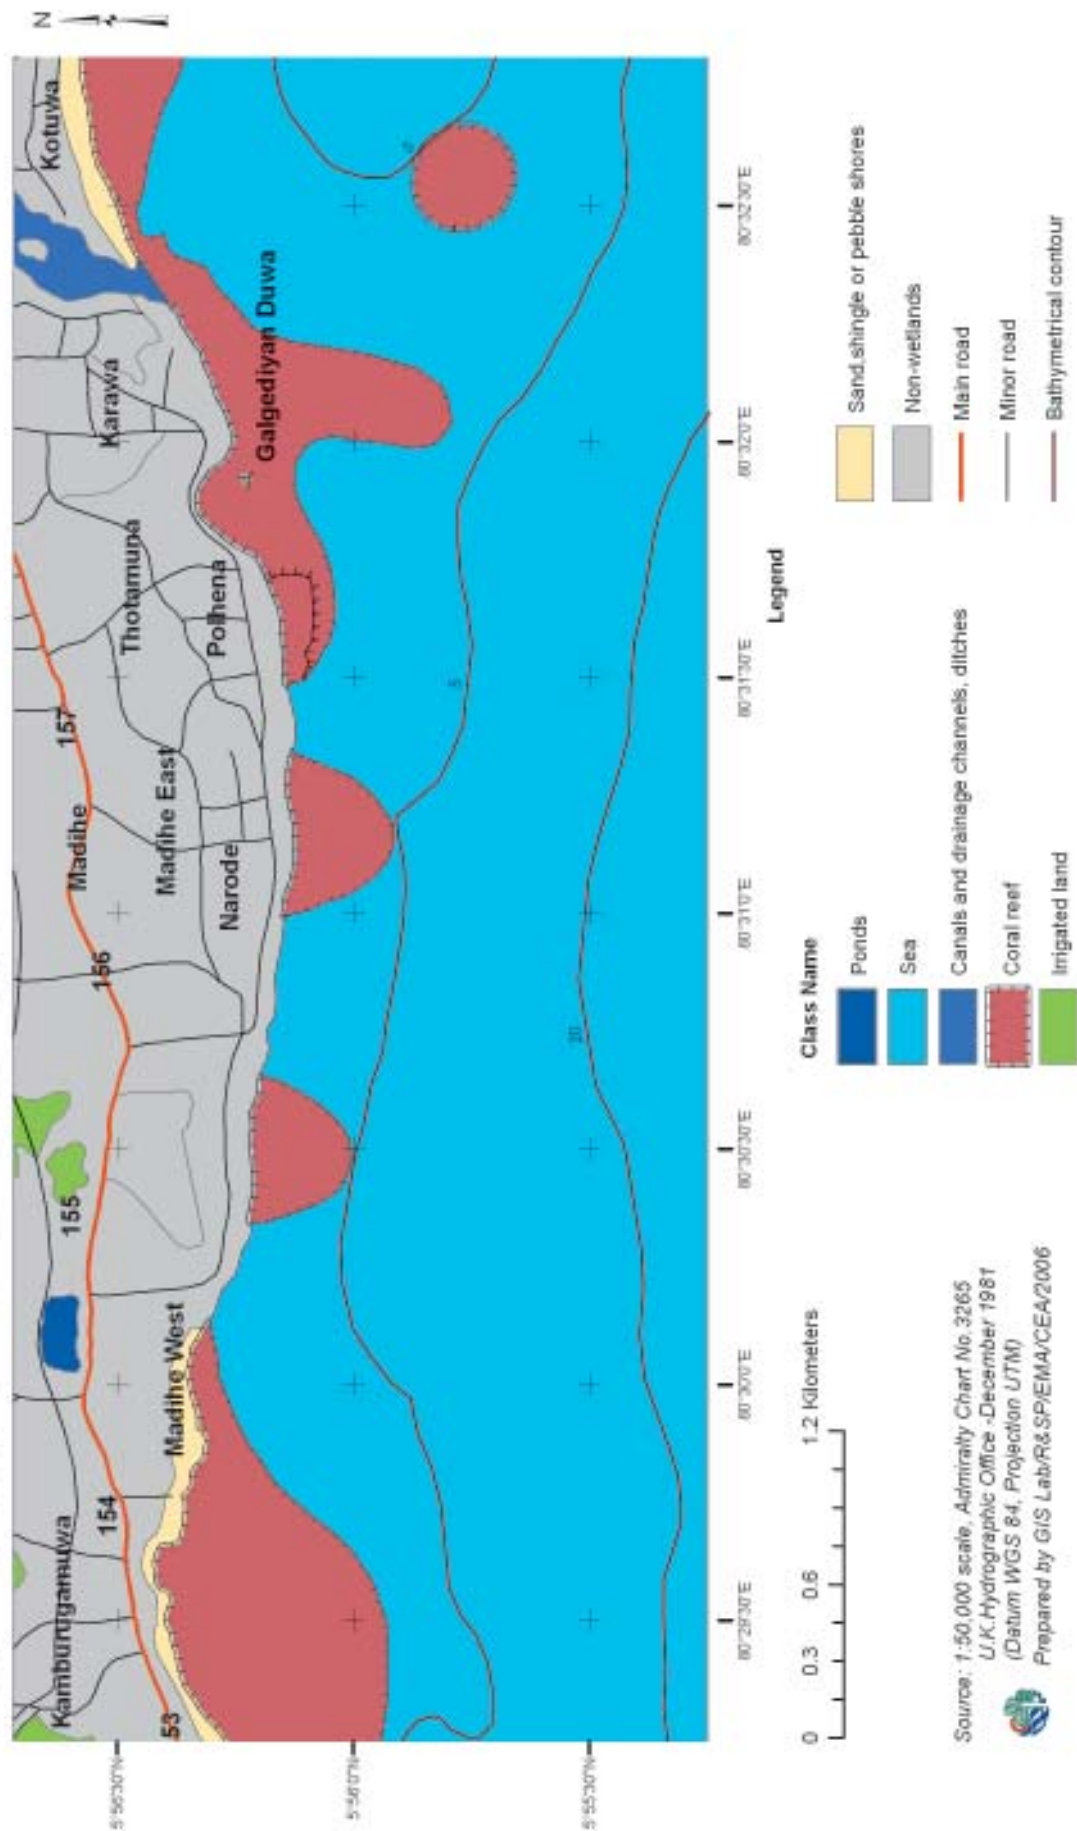 N
Kamburugamuwa
Kotuwa
53
154
155
156
157
Madihe West
Madihe
Madihe East
Narode
Thotamuna
Polhena
Karawa
Galgediyan Duwa
5
20
5°56'30"N
5°56'0"N
5°55'30"N
80°29'30"E
80°30'0"E
80°30'30"E
80°31'0"E
80°31'30"E
80°32'0"E
80°32'30"E
0 0.3 0.6 1.2 Kilometers
Legend
Class Name
Ponds
Sea
Canals and drainage channels, ditches
Coral reef
Irrigated land
Sand,shingle or pebble shores
Non-wetlands
Main road
Minor road
Bathymetrical contour
Source: 1:50,000 scale, Admiralty Chart No.3265
U.K.Hydrographic Office -December 1981
(Datum WGS 84, Projection UTM)
Prepared by GIS Lab/R&SP/EMA/CEA/2006